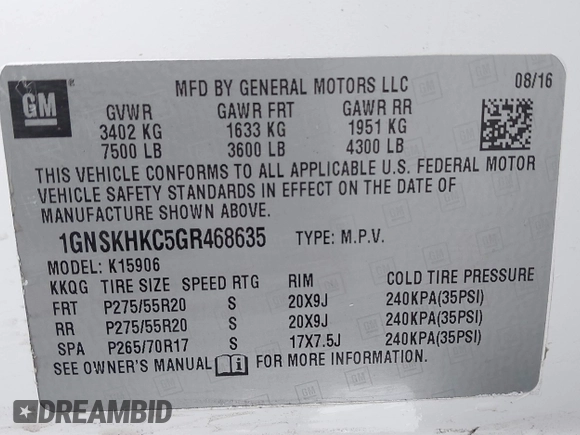 GM
MFD BY GENERAL MOTORS LLC 08/16
GVWR GAWR FRT GAWR RR
3402 KG 1633 KG 1951 KG
7500 LB 3600 LB 4300 LB
THIS VEHICLE CONFORMS TO ALL APPLICABLE U.S. FEDERAL MOTOR
VEHICLE SAFETY STANDARDS IN EFFECT ON THE DATE OF
MANUFACTURE SHOWN ABOVE.
1GNSKHKC5GR468635 TYPE: M.P.V.
MODEL: K15906
KKQG TIRE SIZE SPEED RTG RIM COLD TIRE PRESSURE
FRT P275/55R20 S 20X9J 240KPA(35PSI)
RR P275/55R20 S 20X9J 240KPA(35PSI)
SPA P265/70R17 S 17X7.5J 240KPA(35PSI)
SEE OWNER'S MANUAL FOR MORE INFORMATION.
DREAMBID